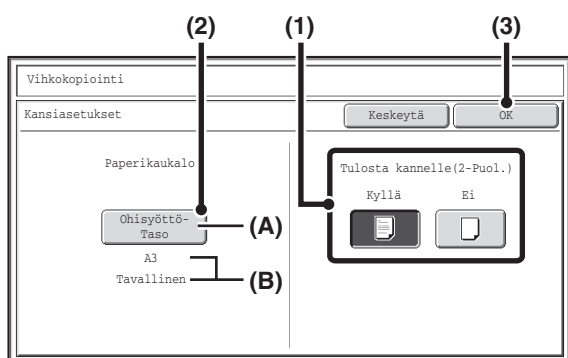 (2) (1) (3)
Vihkokopiointi
Kansiasetukset Keskeytä OK
Paperikaukalo
Tulosta kannelle(2-Puol.)
Kyllä Ei
Ohisyöttö-
Taso
(A)
A3
Tavallinen
(B)